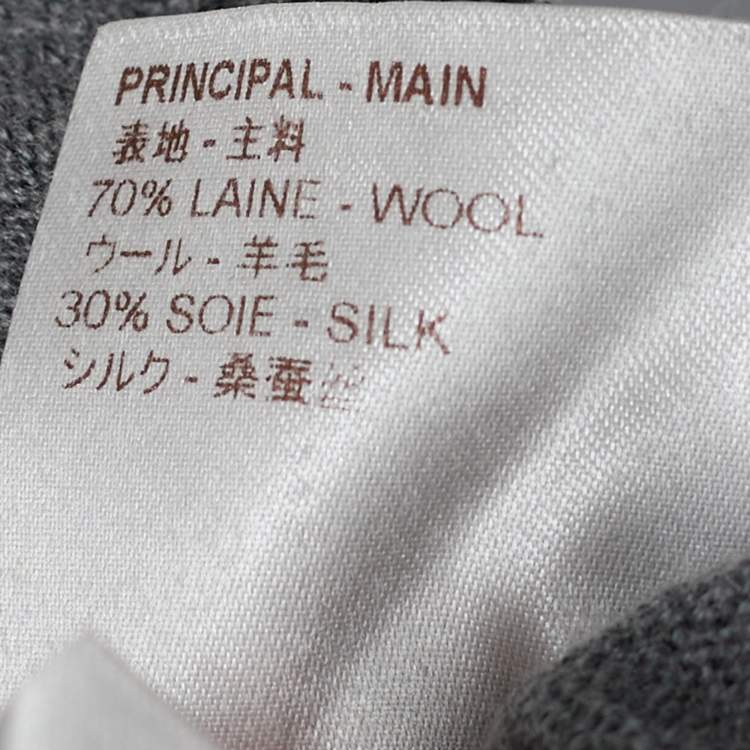 PRINCIPAL - MAIN
表地 - 主料
70% LAINE - WOOL
ウール - 羊毛
30% SOIE - SILK
シルク - 桑蚕丝